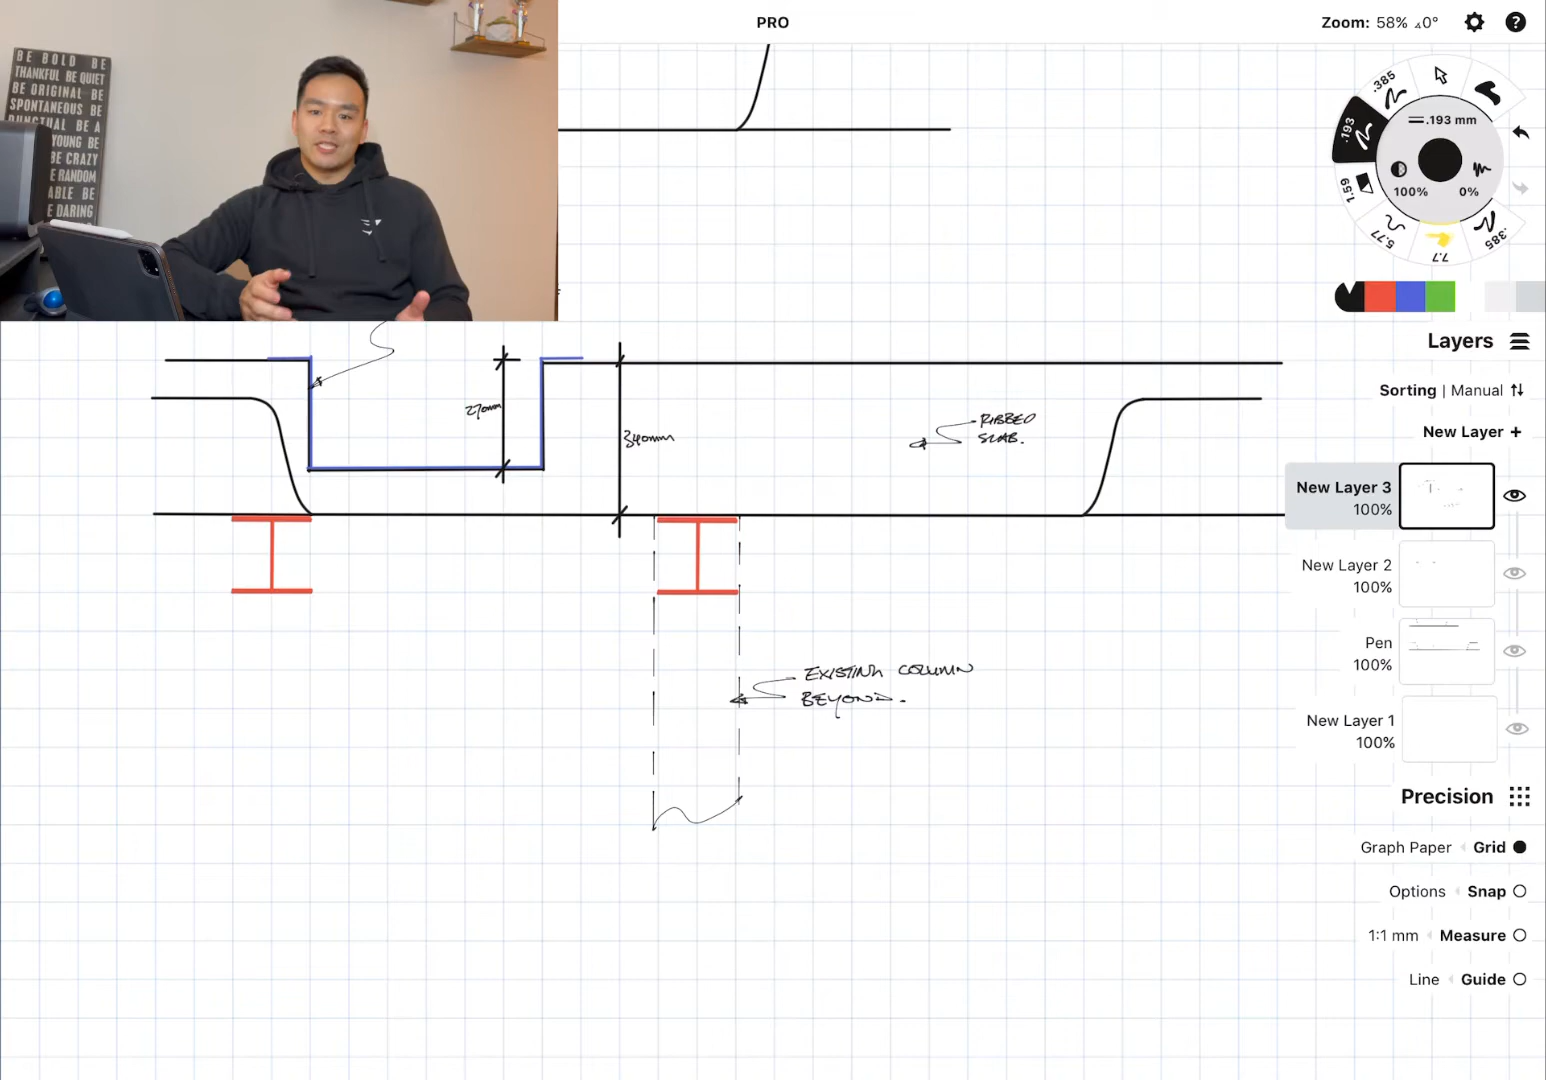 BE BOLD BE
THANKFUL BE QUIET
BE ORIGINAL BE
SPONTANEOUS BE
PUNCTUAL BE A
YOUNG BE
BE CRAZY
E RANDOM
ABLE BE
E DARING
PRO
Zoom: 58% ⊿0°
.385
.193
1.59
5.77
7.7
.385
.193 mm
100%
0%
Layers
Sorting | Manual
New Layer +
New Layer 3
100%
New Layer 2
100%
Pen
100%
New Layer 1
100%
Precision
Graph Paper Grid
Options Snap
1:1 mm Measure
Line Guide
270mm
340mm
RIBBED
SLAB.
EXISTING COLUMN
BEYOND.